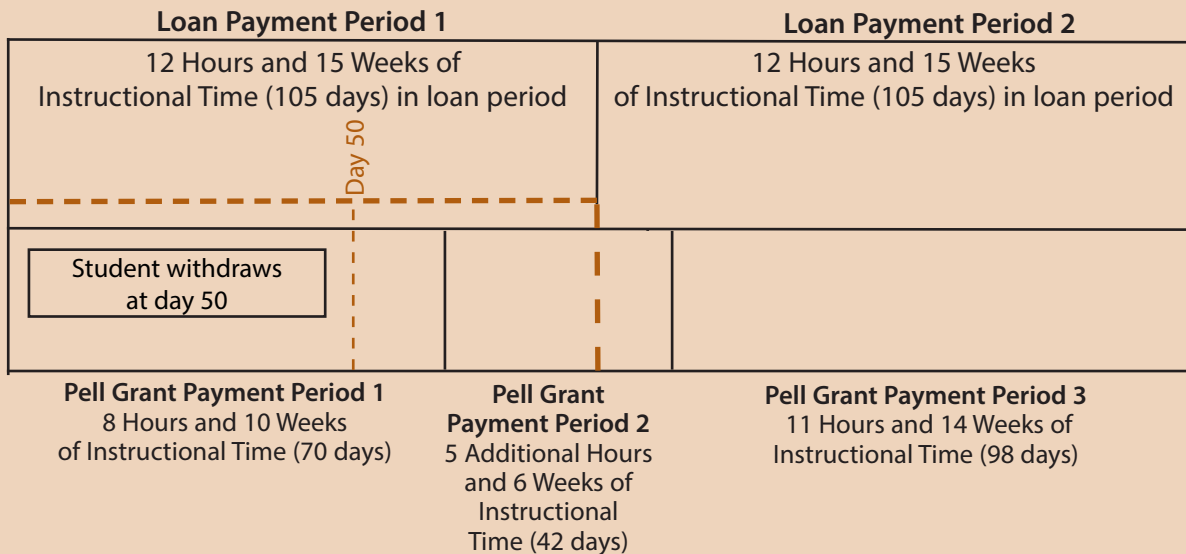 Loan Payment Period 1
Loan Payment Period 2
12 Hours and 15 Weeks of
Instructional Time (105 days) in loan period
12 Hours and 15 Weeks
of Instructional Time (105 days) in loan period
Day 50
Student withdraws
at day 50
Pell Grant Payment Period 1
8 Hours and 10 Weeks
of Instructional Time (70 days)
Pell Grant
Payment Period 2
5 Additional Hours
and 6 Weeks of
Instructional
Time (42 days)
Pell Grant Payment Period 3
11 Hours and 14 Weeks of
Instructional Time (98 days)